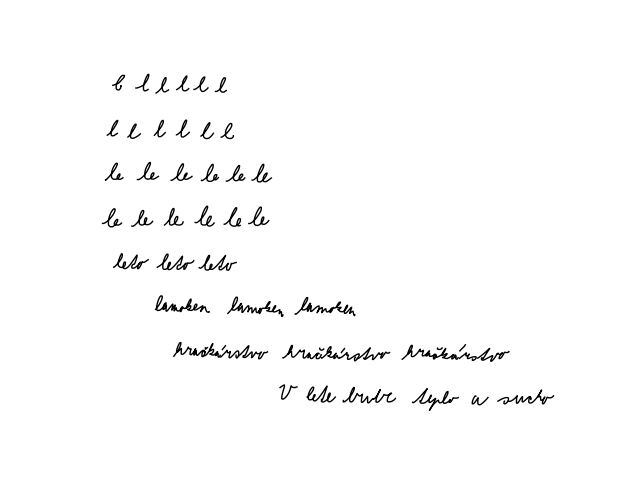 l l l l l l
l l l l l l
le le le le le le
le le le le le le
leto leto leto
lamoken lamoken lamoken
hračkárstvo hračkárstvo hračkárstvo
V lete teplo a sucho